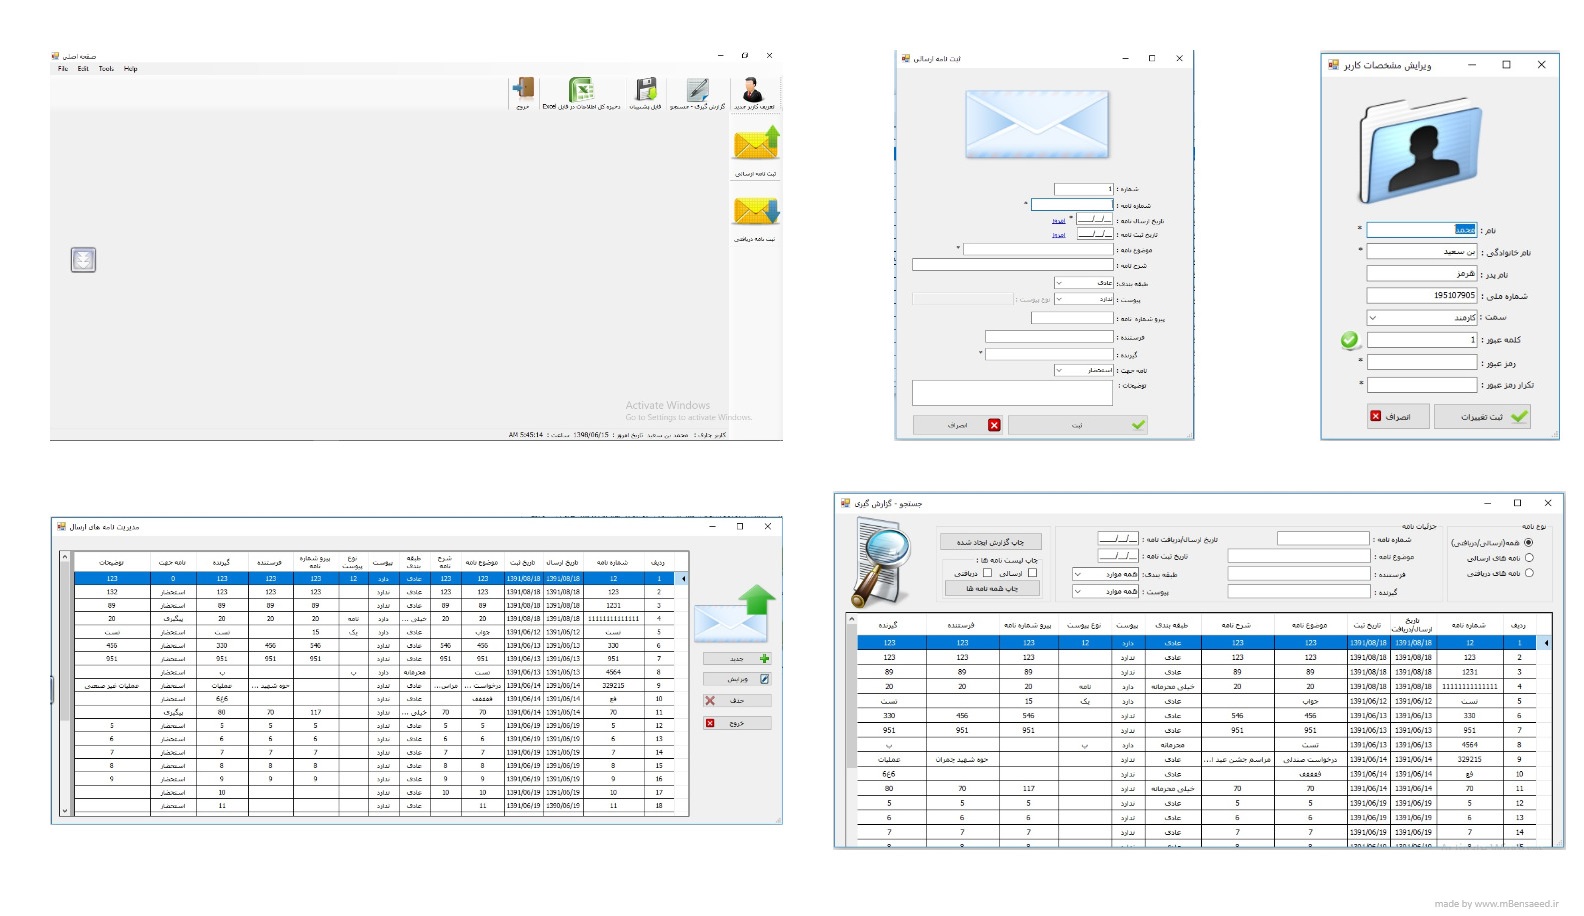 صفحه اصلی
File Edit Tools Help
تعریف کاربر جدید
گزارش گیری - جستجو
فایل پشتیبان
ذخیره کل اطلاعات در فایل Excel
خروج
ثبت نامه ارسالی
ثبت نامه دریافتی
Activate Windows
Go to Settings to activate Windows.
کاربر جاری : محمد بن سعید تاریخ امروز : 1398/06/15 ساعت : 5:45:14 AM
ثبت نامه ارسالی
شماره : 1
شماره نامه : *
تاریخ ارسال نامه : __/__/____ * امروز
تاریخ ثبت نامه : __/__/____ امروز
موضوع نامه : *
شرح نامه :
طبقه بندی: عادی
پیوست : ندارد نوع پیوست :
پیرو شماره نامه :
فرستنده :
گیرنده : *
نامه جهت : استحضار
توضیحات :
ثبت
انصراف
ویرایش مشخصات کاربر
نام : محمد *
نام خانوادگی : بن سعید *
نام پدر : هرمز
شماره ملی : 195107905
سمت : کارمند
کلمه عبور : 1
رمز عبور : *
تکرار رمز عبور : *
ثبت تغییرات
انصراف
مدیریت نامه های ارسال
ردیف شماره نامه تاریخ ارسال تاریخ ثبت موضوع نامه شرح نامه طبقه بندی پیوست نوع پیوست پیرو شماره نامه فرستنده گیرنده نامه جهت توضیحات
1 12 1391/08/18 1391/08/18 123 123 عادی دارد 12 123 123 123 0 123
2 123 1391/08/18 1391/08/18 123 123 عادی ندارد 123 123 123 استحضار 132
3 1231 1391/08/18 1391/08/18 89 89 عادی ندارد 89 89 89 استحضار 89
4 11111111111111 1391/08/18 1391/08/18 20 20 خیلی ... دارد نامه 20 20 20 پیگیری 20
5 تست 1391/06/12 1391/06/12 جواب عادی دارد یک 15 تست استحضار تست
6 330 1391/06/13 1391/06/13 456 546 عادی ندارد 546 456 330 استحضار 456
7 951 1391/06/13 1391/06/13 951 951 عادی ندارد 951 951 951 استحضار 951
8 4564 1391/06/13 1391/06/13 تست محرمانه دارد ب ب استحضار
9 329215 1391/06/14 1391/06/14 درخواست ... مراس... عادی ندارد حوه شهید ... عملیات استحضار عملیات غیر صنعتی
10 فع 1391/06/14 1391/06/14 فففففف عادی ندارد 6ع6 استحضار
11 70 1391/06/14 1391/06/14 70 70 خیلی ... ندارد 117 70 80 پیگیری
12 5 1391/06/19 1391/06/19 5 5 عادی ندارد 5 5 5 استحضار 5
13 6 1391/06/19 1391/06/19 6 6 عادی ندارد 6 6 6 استحضار 6
14 7 1391/06/19 1391/06/19 7 7 عادی ندارد 7 7 7 استحضار 7
15 8 1391/06/19 1391/06/19 8 8 عادی ندارد 8 8 8 استحضار 8
16 9 1391/06/19 1391/06/19 9 9 عادی ندارد 9 9 9 استحضار 9
17 10 1391/06/19 1391/06/19 10 10 عادی ندارد 10 استحضار
18 11 1390/06/19 1391/06/19 11 عادی ندارد 11 استحضار
جدید
ویرایش
حذف
خروج
جستجو - گزارش گیری
نوع نامه
همه(ارسالی/دریافتی)
نامه های ارسالی
نامه های دریافتی
جزئیات نامه
شماره نامه :
موضوع نامه :
فرستنده :
گیرنده :
تاریخ ارسال/دریافت نامه : __/__/____
تاریخ ثبت نامه : __/__/____
طبقه بندی: همه موارد
پیوست : همه موارد
چاپ گزارش ایجاد شده
چاپ لیست نامه ها :
ارسالی دریافتی
چاپ همه نامه ها
ردیف شماره نامه تاریخ ارسال/دریافت تاریخ ثبت موضوع نامه شرح نامه طبقه بندی پیوست نوع پیوست پیرو شماره نامه فرستنده گیرنده
1 12 1391/08/18 1391/08/18 123 123 عادی دارد 12 123 123 123
2 123 1391/08/18 1391/08/18 123 123 عادی ندارد 123 123 123
3 1231 1391/08/18 1391/08/18 89 89 عادی ندارد 89 89 89
4 11111111111111 1391/08/18 1391/08/18 20 20 خیلی محرمانه دارد نامه 20 20 20
5 تست 1391/06/12 1391/06/12 جواب عادی دارد یک 15 تست
6 330 1391/06/13 1391/06/13 456 546 عادی ندارد 546 456 330
7 951 1391/06/13 1391/06/13 951 951 عادی ندارد 951 951 951
8 4564 1391/06/13 1391/06/13 تست محرمانه دارد ب ب
9 329215 1391/06/14 1391/06/14 درخواست صندلی مراسم جشن عید ا... عادی ندارد حوه شهید چمران عملیات
10 فع 1391/06/14 1391/06/14 فففففف عادی ندارد 6ع6
11 70 1391/06/14 1391/06/14 70 70 خیلی محرمانه ندارد 117 70 80
12 5 1391/06/19 1391/06/19 5 5 عادی ندارد 5 5 5
13 6 1391/06/19 1391/06/19 6 6 عادی ندارد 6 6 6
14 7 1391/06/19 1391/06/19 7 7 عادی ندارد 7 7 7
made by www.mBensaeed.ir